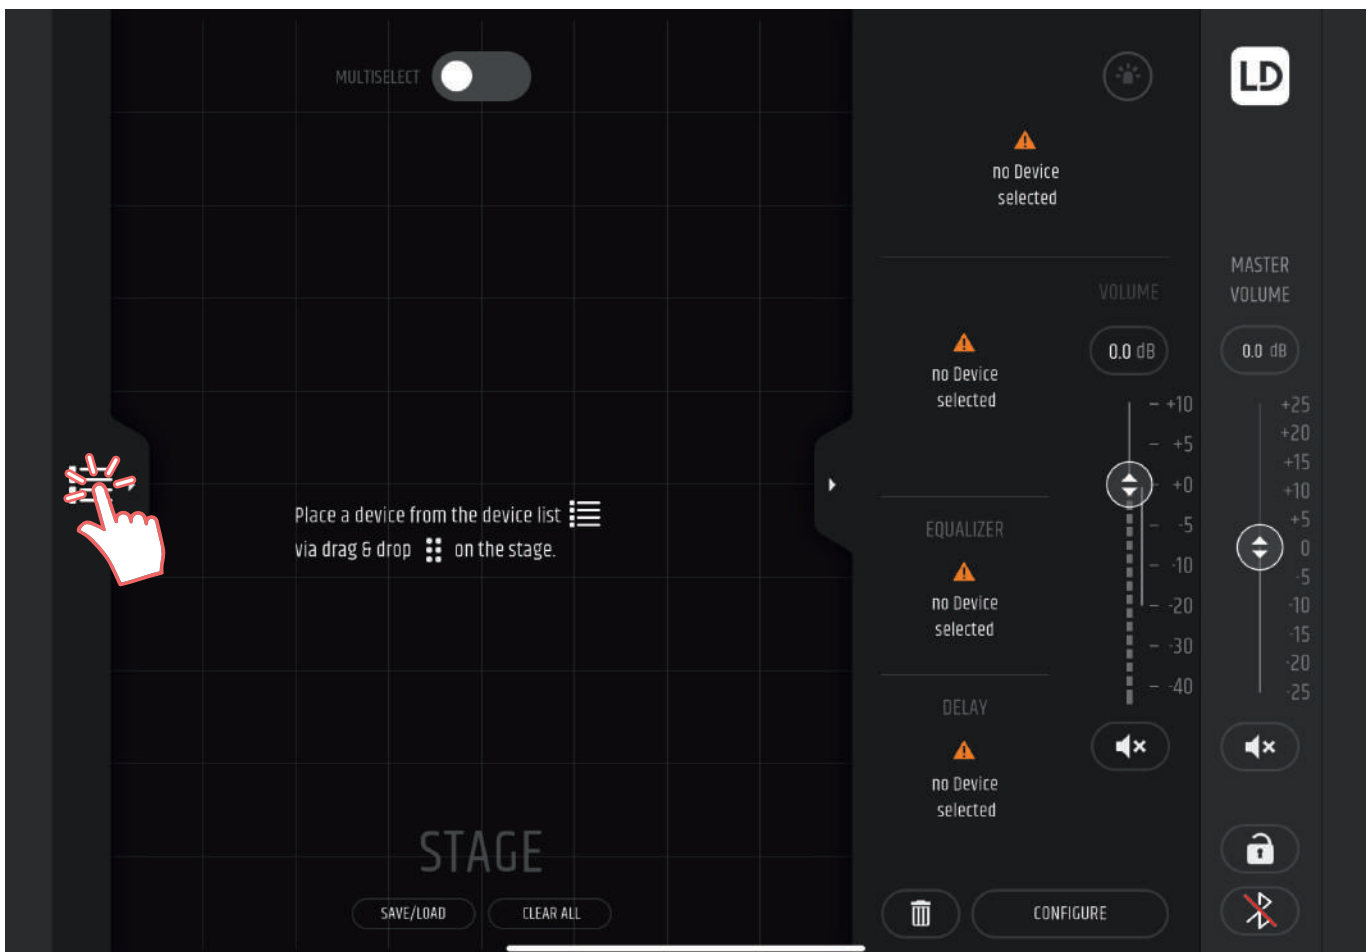 MULTISELECT
LD
no Device
selected
MASTER
VOLUME
VOLUME
0.0 dB
0.0 dB
no Device
selected
+10
+5
+0
-5
-10
-20
-30
-40
+25
+20
+15
+10
+5
0
-5
-10
-15
-20
-25
Place a device from the device list
via drag & drop on the stage.
EQUALIZER
no Device
selected
DELAY
no Device
selected
STAGE
SAVE/LOAD
CLEAR ALL
CONFIGURE